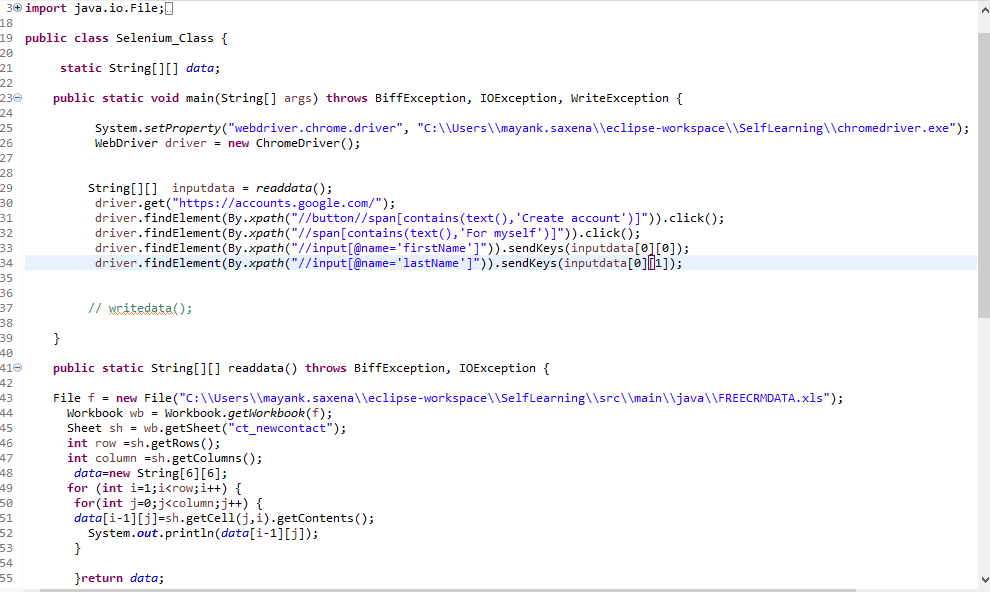 3 import java.io.File;
18
19 public class Selenium_Class {
20
21 static String[][] data;
22
23 public static void main(String[] args) throws BiffException, IOException, WriteException {
24
25 System.setProperty("webdriver.chrome.driver", "C:\\Users\\mayank.saxena\\eclipse-workspace\\SelfLearning\\chromedriver.exe");
26 WebDriver driver = new ChromeDriver();
27
28
29 String[][] inputdata = readdata();
30 driver.get("https://accounts.google.com/");
31 driver.findElement(By.xpath("//button//span[contains(text(),'Create account')]")).click();
32 driver.findElement(By.xpath("//span[contains(text(),'For myself')]")).click();
33 driver.findElement(By.xpath("//input[@name='firstName']")).sendKeys(inputdata[0][0]);
34 driver.findElement(By.xpath("//input[@name='lastName']")).sendKeys(inputdata[0][1]);
35
36
37 // writedata();
38
39 }
40
41 public static String[][] readdata() throws BiffException, IOException {
42
43 File f = new File("C:\\Users\\mayank.saxena\\eclipse-workspace\\SelfLearning\\src\\main\\java\\FREECRMDATA.xls");
44 Workbook wb = Workbook.getWorkbook(f);
45 Sheet sh = wb.getSheet("ct_newcontact");
46 int row =sh.getRows();
47 int column =sh.getColumns();
48 data=new String[6][6];
49 for (int i=1;i<row;i++) {
50 for(int j=0;j<column;j++) {
51 data[i-1][j]=sh.getCell(j,i).getContents();
52 System.out.println(data[i-1][j]);
53 }
54
55 }return data;